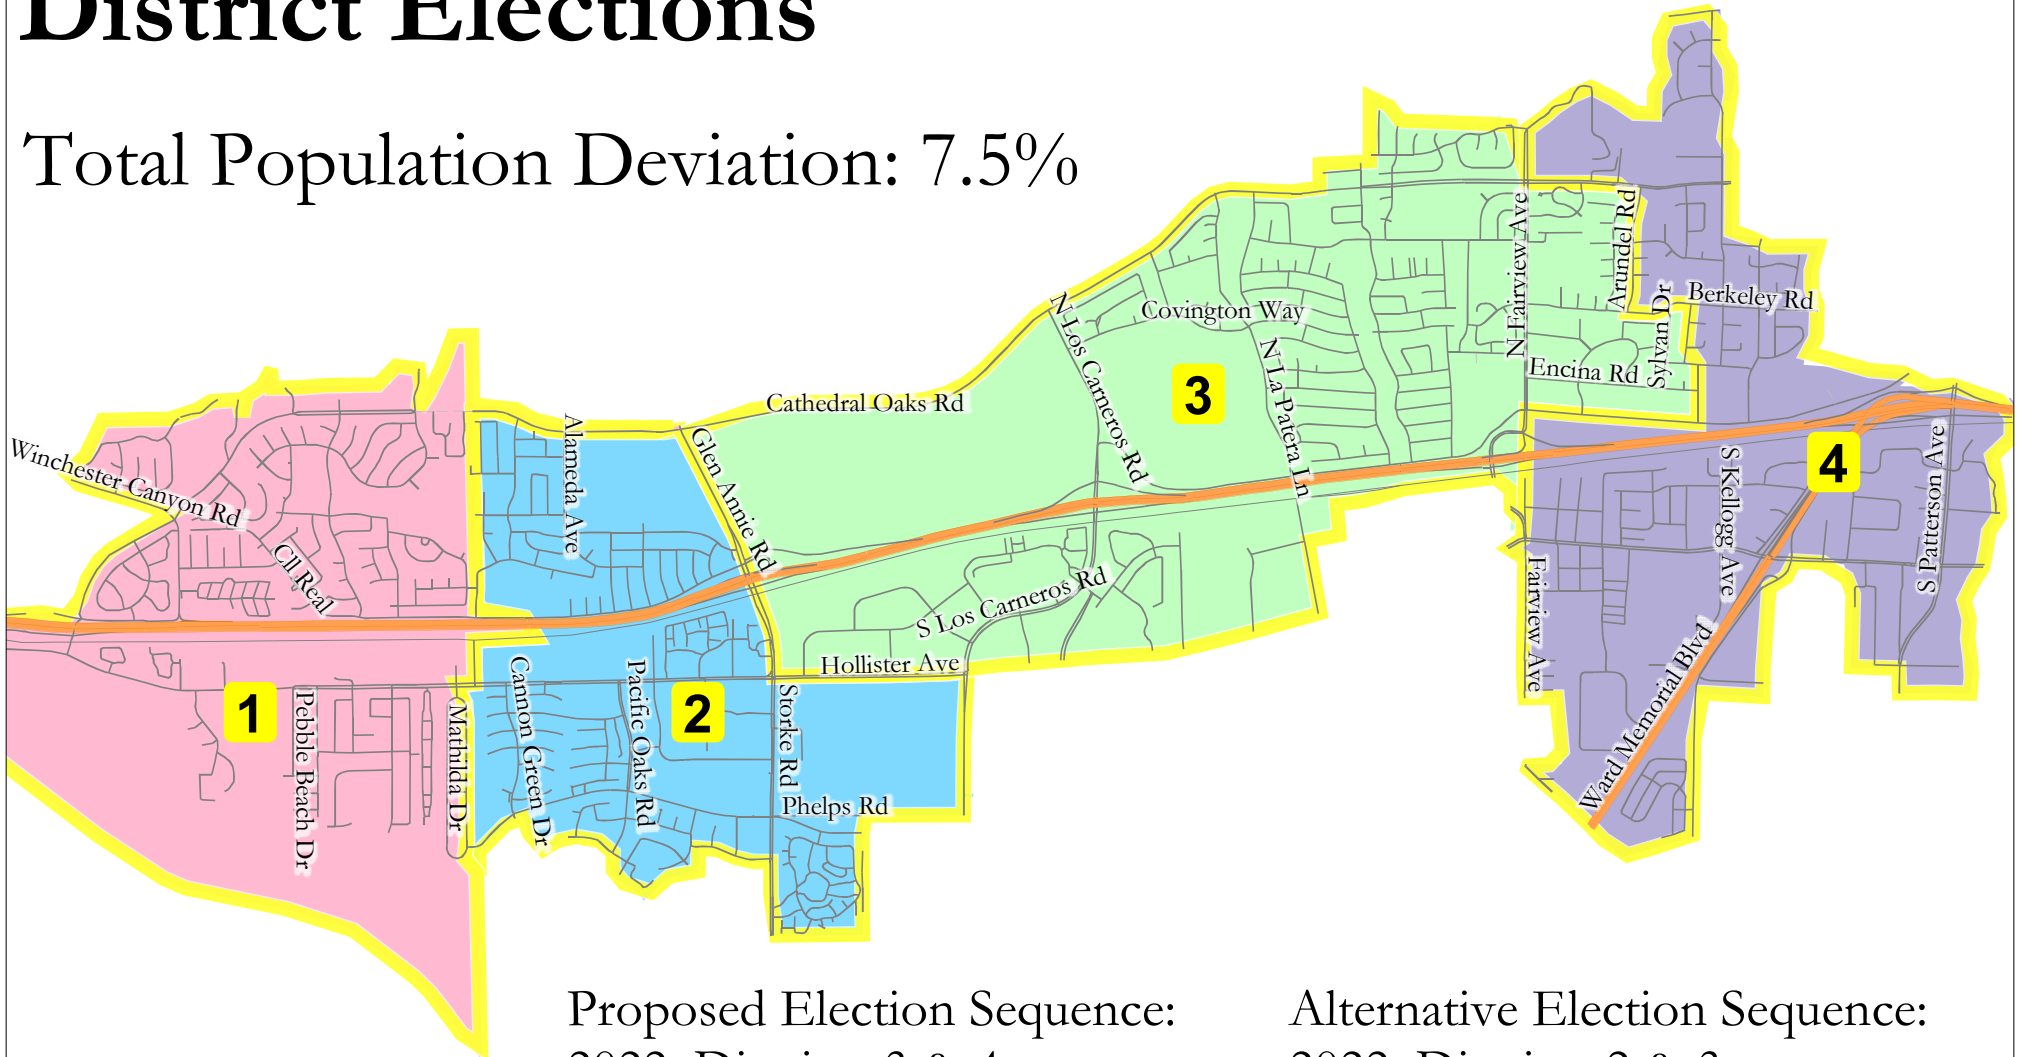 District Elections
Total Population Deviation: 7.5%
Winchester Canyon Rd
Cll Real
Alameda Ave
Glen Annie Rd
Cathedral Oaks Rd
N Los Carneros Rd
Covington Way
N La Patera Ln
3
N Fairview Ave
Arundel Rd
Sylvan Dr
Berkeley Rd
Encina Rd
4
S Kellogg Ave
S Patterson Ave
Fairview Ave
Ward Memorial Blvd
S Los Carneros Rd
Hollister Ave
1
Pebble Beach Dr
Mathilda Dr
Cannon Green Dr
Pacific Oaks Rd
2
Storke Rd
Phelps Rd
Proposed Election Sequence:
Alternative Election Sequence: